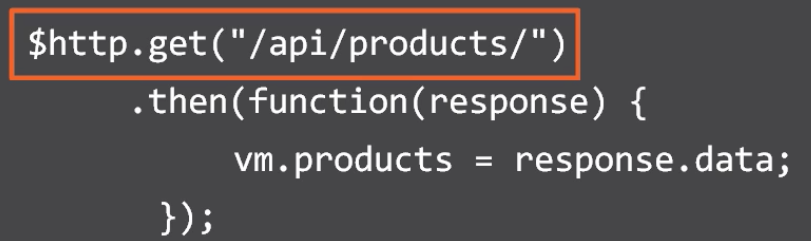 $http.get("/api/products/")
.then(function(response) {
vm.products = response.data;
});